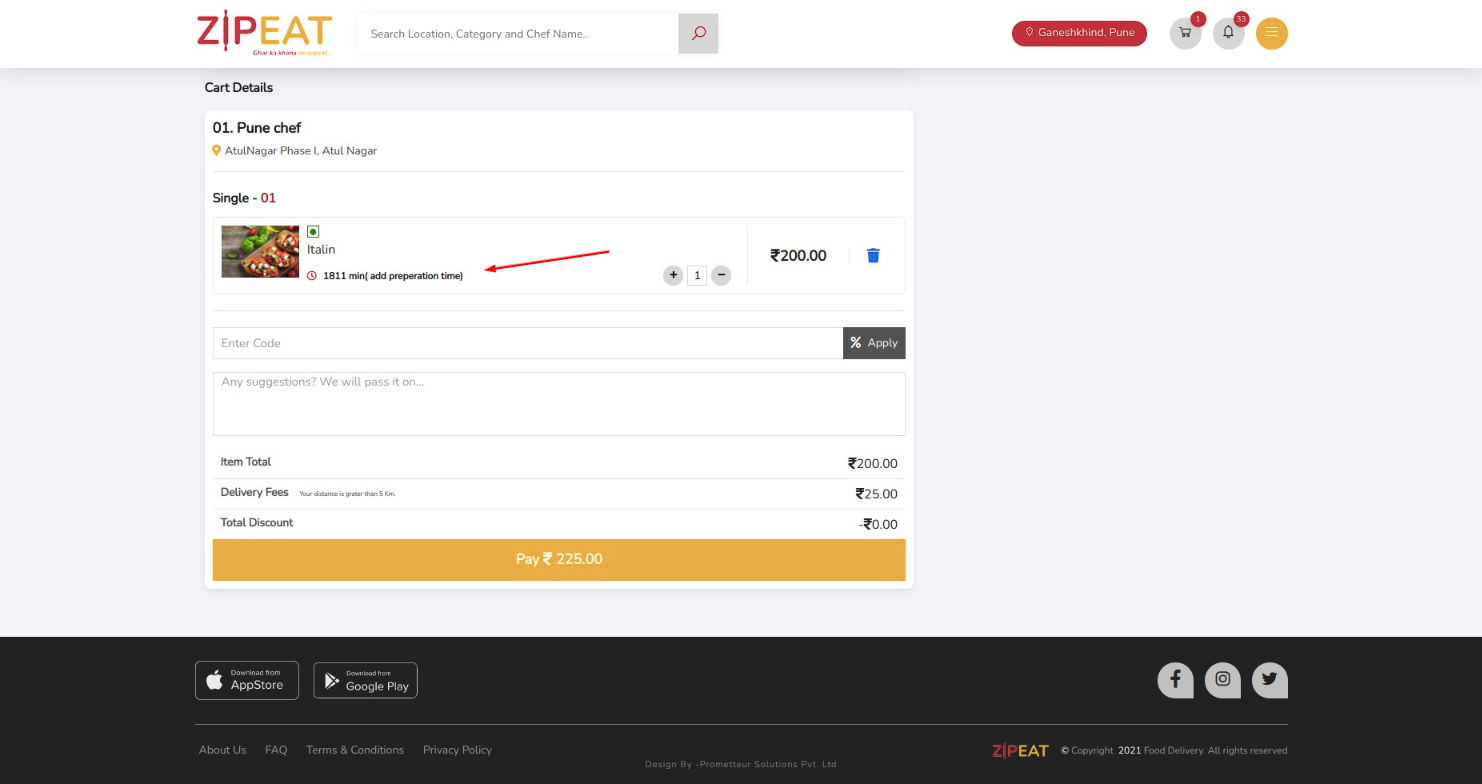 ZIPEAT
Ghar ka khana on repeat..
Search Location, Category and Chef Name..
Ganeshkhind, Pune
1
33
Cart Details
01. Pune chef
AtulNagar Phase I, Atul Nagar
Single - 01
Italin
1811 min( add preperation time)
+ 1 −
₹200.00
Enter Code
% Apply
Any suggestions? We will pass it on...
Item Total ₹200.00
Delivery Fees Your distance is grater than 5 Km. ₹25.00
Total Discount -₹0.00
Pay ₹ 225.00
Download from
AppStore
Download from
Google Play
About Us FAQ Terms & Conditions Privacy Policy
ZIPEAT © Copyright 2021 Food Delivery. All rights reserved
Design By -Prometteur Solutions Pvt. Ltd